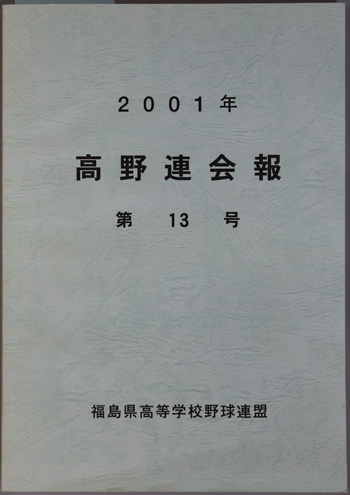 2001年
高野連会報
第 13 号
福島県高等学校野球連盟